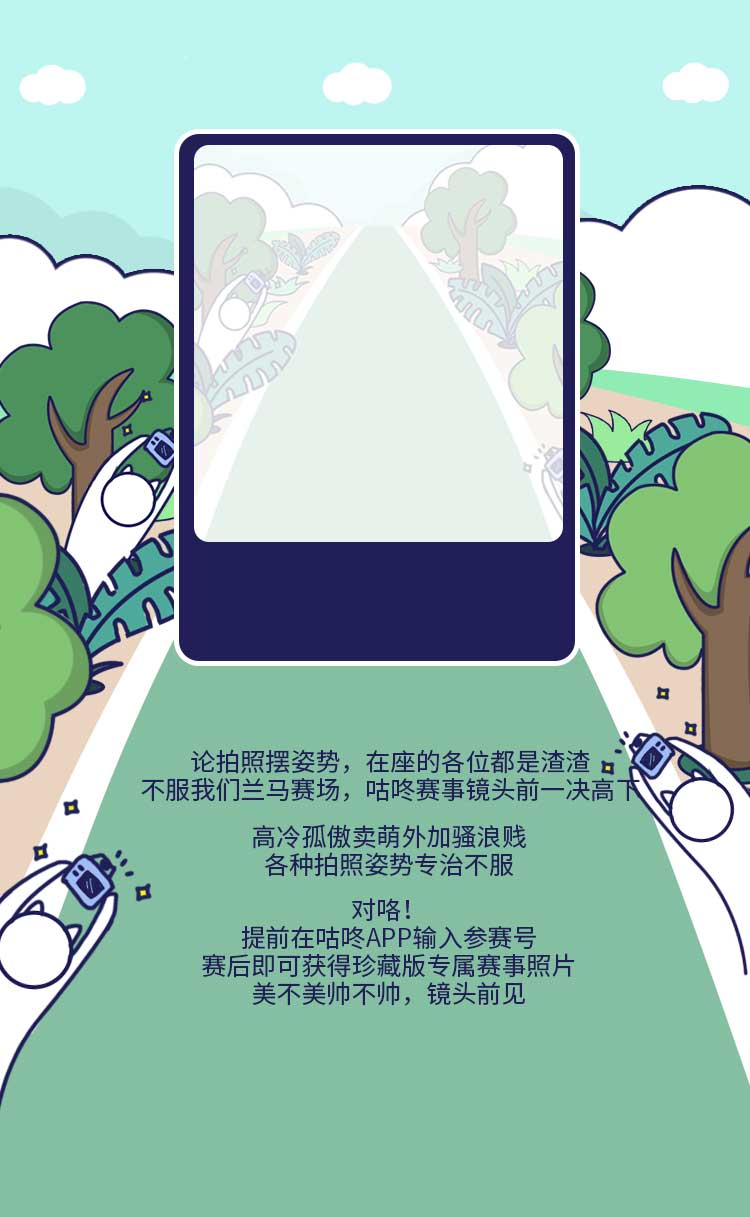 论拍照摆姿势，在座的各位都是渣渣
不服我们兰马赛场，咕咚赛事镜头前一决高下
高冷孤傲卖萌外加骚浪贱
各种拍照姿势专治不服
对咯！
提前在咕咚APP输入参赛号
赛后即可获得珍藏版专属赛事照片
美不美帅不帅，镜头前见